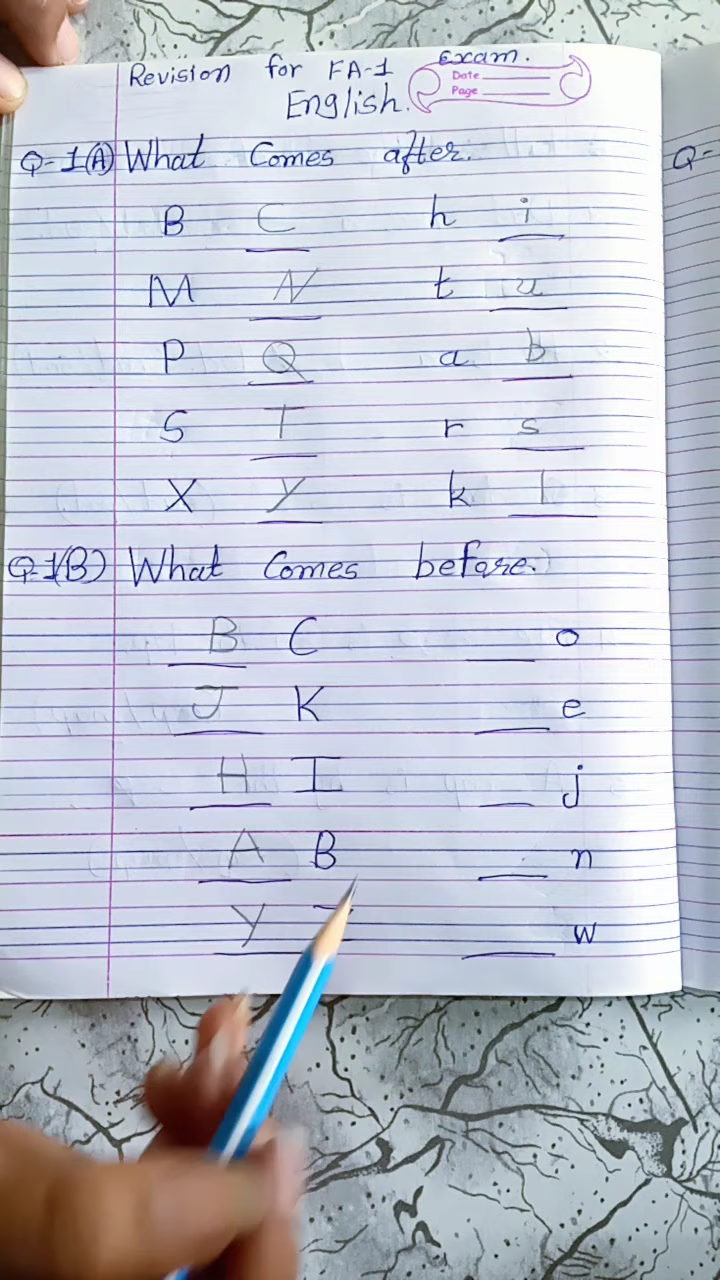 Revision for FA-1 Exam.
Date
Page
English.
Q-1(A) What Comes after.
B C h i
M N t u
P Q a b
S T r s
X Y k l
Q-1(B) What Comes before.
B C o
J K e
H I j
A B n
Y w
Q-